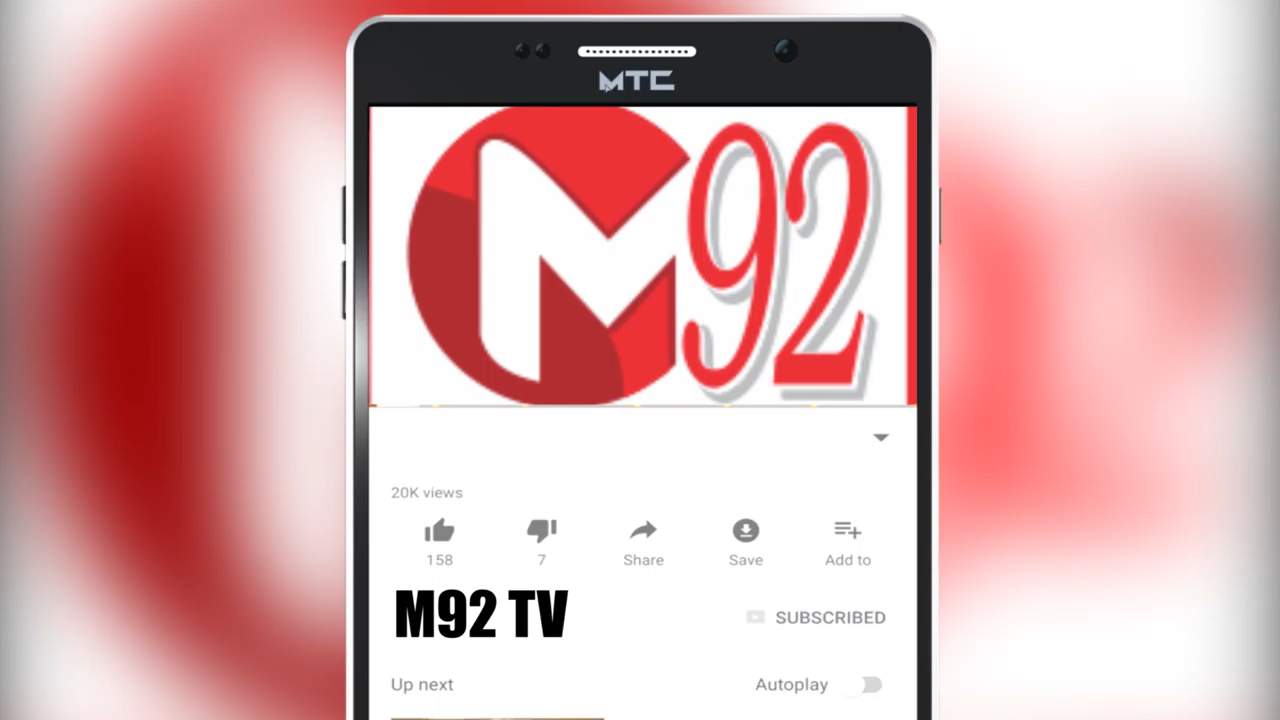 MTC
M92
20K views
158 7 Share Save Add to
M92 TV SUBSCRIBED
Up next Autoplay